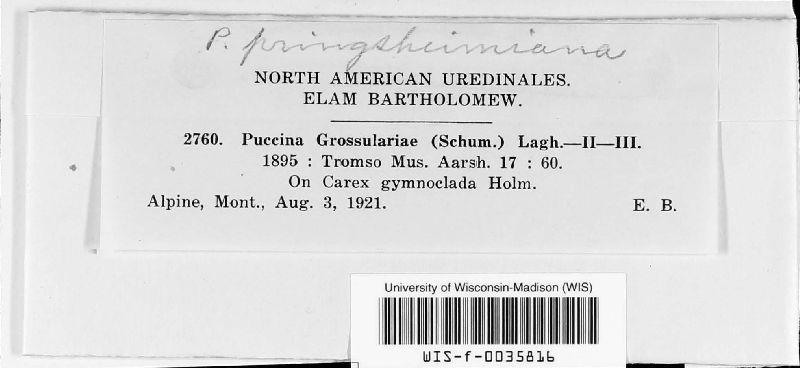 P. pringsheimiana
NORTH AMERICAN UREDINALES.
ELAM BARTHOLOMEW.
2760. Puccina Grossulariae (Schum.) Lagh.—II—III.
1895 : Tromso Mus. Aarsh. 17 : 60.
On Carex gymnoclada Holm.
Alpine, Mont., Aug. 3, 1921. E. B.
University of Wisconsin-Madison (WIS)
WIS-f-0035816